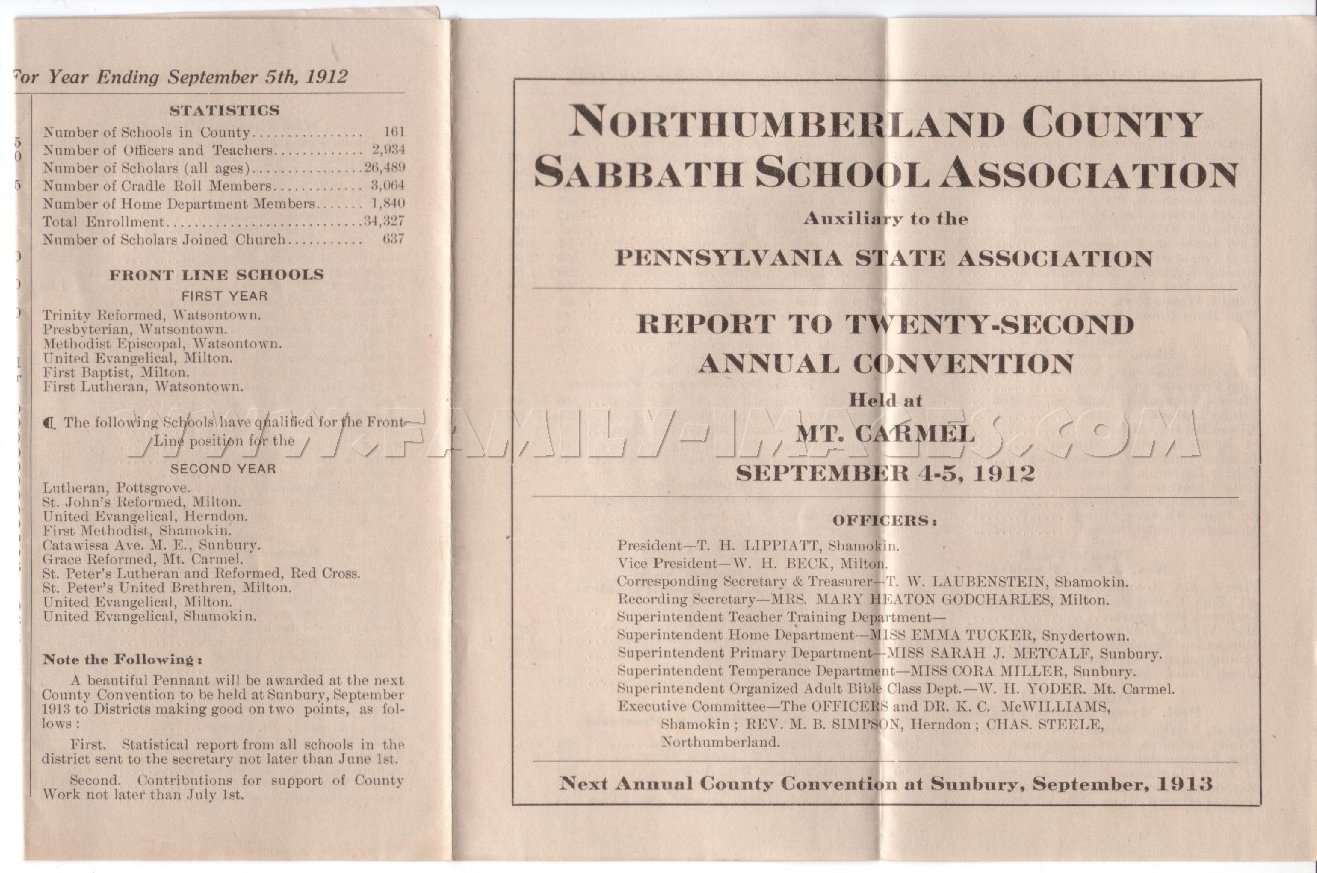 For Year Ending September 5th, 1912
STATISTICS
Number of Schools in County................ 161
Number of Officers and Teachers............. 2,934
Number of Scholars (all ages)................26,489
Number of Cradle Roll Members............. 3,064
Number of Home Department Members....... 1,840
Total Enrollment............................34,327
Number of Scholars Joined Church........... 637
FRONT LINE SCHOOLS
FIRST YEAR
Trinity Reformed, Watsontown.
Presbyterian, Watsontown.
Methodist Episcopal, Watsontown.
United Evangelical, Milton.
First Baptist, Milton.
First Lutheran, Watsontown.
¶ The following Schools have qualified for the Front
Line position for the
SECOND YEAR
Lutheran, Pottsgrove.
St. John's Reformed, Milton.
United Evangelical, Herndon.
First Methodist, Shamokin.
Catawissa Ave. M. E., Sunbury.
Grace Reformed, Mt. Carmel.
St. Peter's Lutheran and Reformed, Red Cross.
St. Peter's United Brethren, Milton.
United Evangelical, Milton.
United Evangelical, Shamokin.
Note the Following:
A beautiful Pennant will be awarded at the next
County Convention to be held at Sunbury, September
1913 to Districts making good on two points, as fol-
lows:
First. Statistical report from all schools in the
district sent to the secretary not later than June 1st.
Second. Contributions for support of County
Work not later than July 1st.
NORTHUMBERLAND COUNTY
SABBATH SCHOOL ASSOCIATION
Auxiliary to the
PENNSYLVANIA STATE ASSOCIATION
REPORT TO TWENTY-SECOND
ANNUAL CONVENTION
Held at
MT. CARMEL
SEPTEMBER 4-5, 1912
OFFICERS:
President—T. H. LIPPIATT, Shamokin.
Vice President—W. H. BECK, Milton.
Corresponding Secretary & Treasurer—T. W. LAUBENSTEIN, Shamokin.
Recording Secretary—MRS. MARY HEATON GODCHARLES, Milton.
Superintendent Teacher Training Department—
Superintendent Home Department—MISS EMMA TUCKER, Snydertown.
Superintendent Primary Department—MISS SARAH J. METCALF, Sunbury.
Superintendent Temperance Department—MISS CORA MILLER, Sunbury.
Superintendent Organized Adult Bible Class Dept.—W. H. YODER. Mt. Carmel.
Executive Committee—The OFFICERS and DR. K. C. McWILLIAMS,
Shamokin; REV. M. B. SIMPSON, Herndon; CHAS. STEELE,
Northumberland.
Next Annual County Convention at Sunbury, September, 1913
WWW.FAMILY-IMAGES.COM